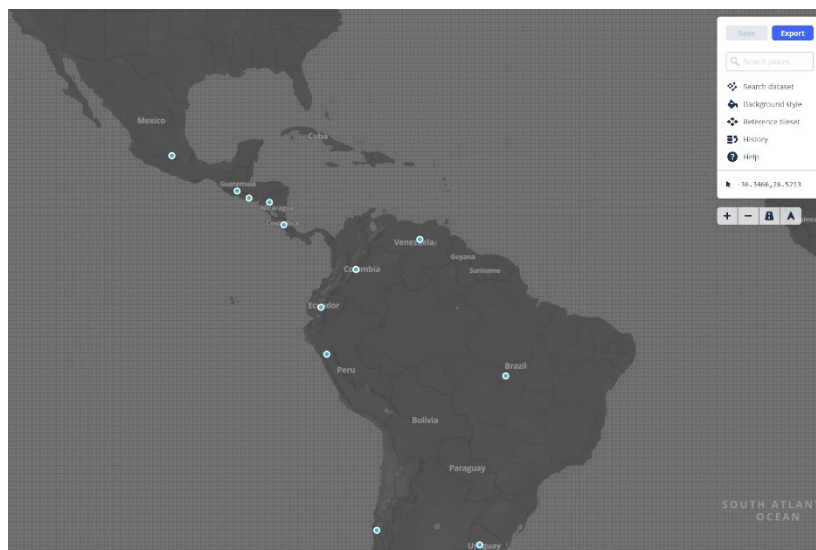 Save
Export
Search places
Search dataset
Background style
Reference tileset
History
Help
-36.3466,26.5213
Mexico
Cuba
Guatemala
Nicaragua
Costa Rica
Venezuela
Guyana
Suriname
Colombia
Ecuador
Peru
Brazil
Bolivia
Paraguay
Uruguay
SOUTH ATLAN
OCEAN